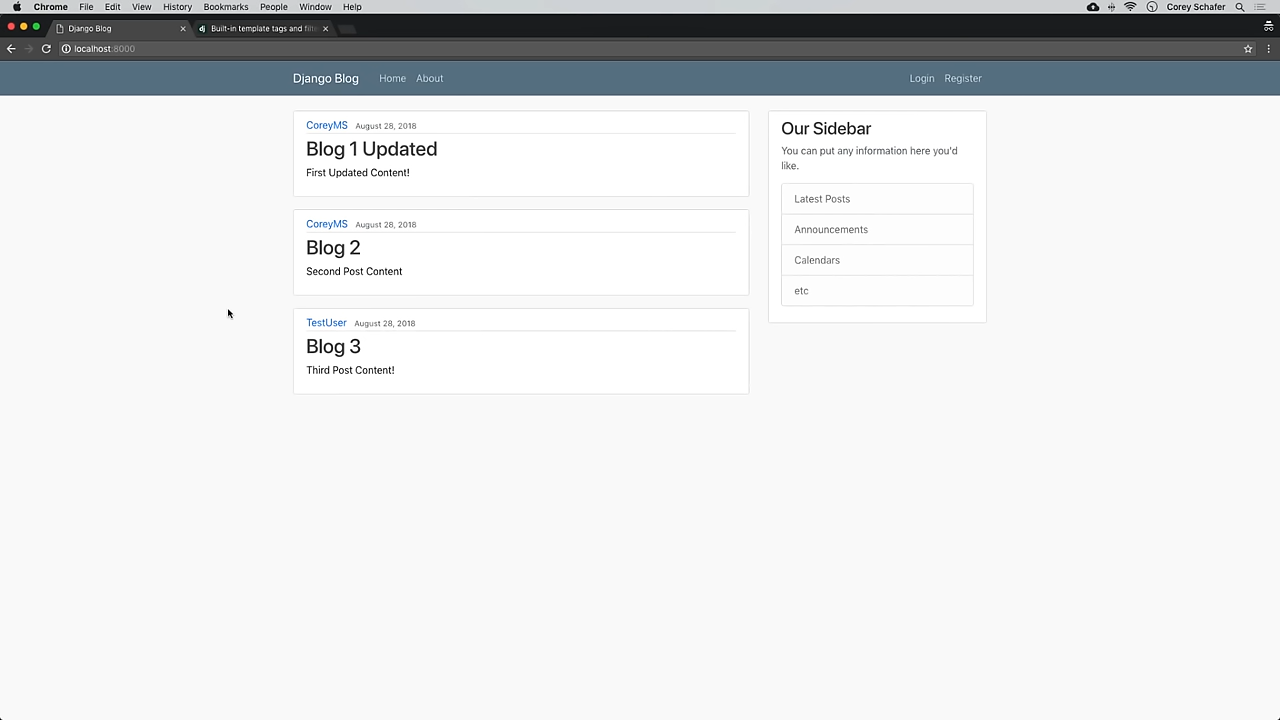 Chrome File Edit View History Bookmarks People Window Help Corey Schafer
Django Blog
dj Built-in template tags and filte
localhost:8000
Django Blog Home About Login Register
CoreyMS August 28, 2018
Blog 1 Updated
First Updated Content!
CoreyMS August 28, 2018
Blog 2
Second Post Content
TestUser August 28, 2018
Blog 3
Third Post Content!
Our Sidebar
You can put any information here you'd
like.
Latest Posts
Announcements
Calendars
etc